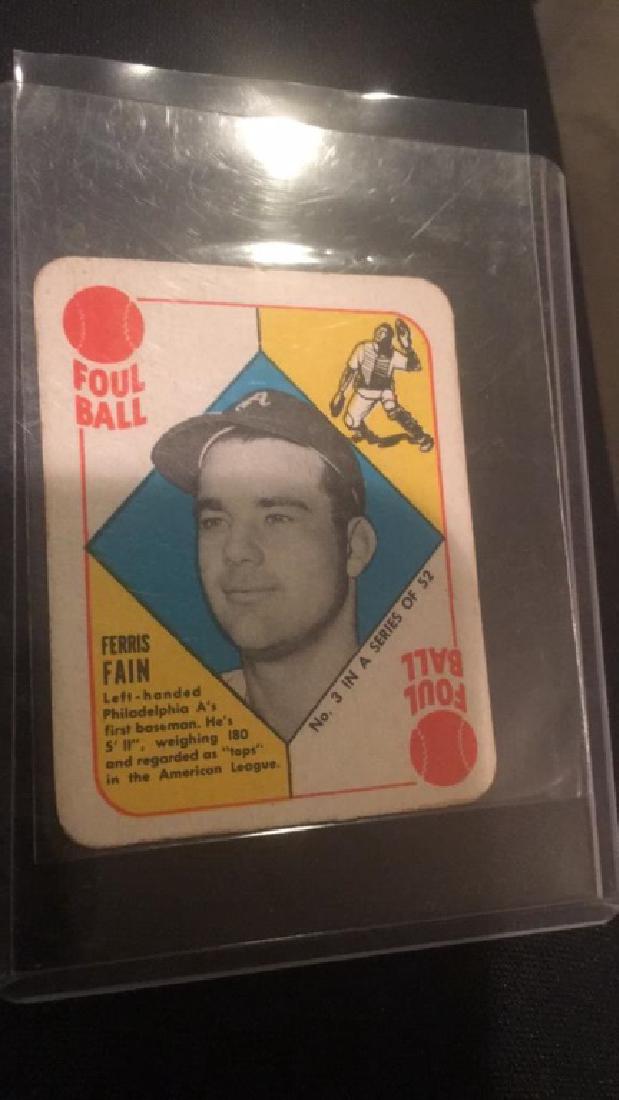 FOUL
BALL
A
FERRIS
FAIN
Left-handed
Philadelphia A's
first baseman. He's
5' 11", weighing 180
and regarded as "tops"
in the American League.
No. 3 IN A SERIES OF 52
FOUL
BALL